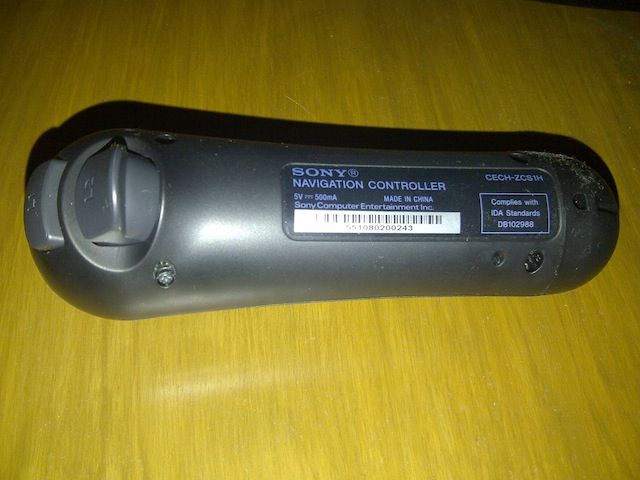 SONY®
NAVIGATION CONTROLLER
CECH-ZCS1H
5V ⎓ 500mA
MADE IN CHINA
Sony Computer Entertainment Inc.
551080200243
Complies with
IDA Standards
DB102988